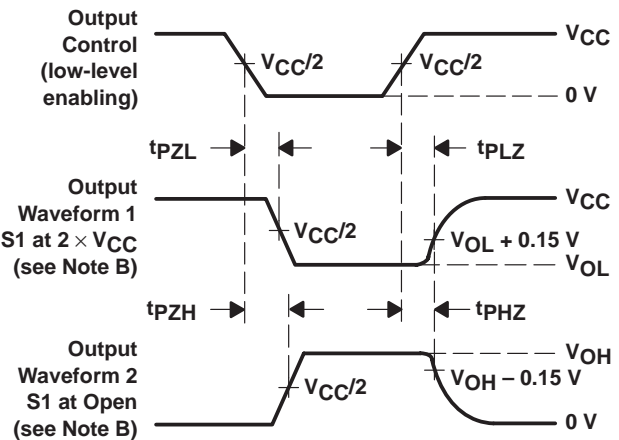 Output
Control
(low-level
enabling)
VCC
VCC/2
VCC/2
0 V
tPZL
tPLZ
Output
Waveform 1
S1 at 2 × VCC
(see Note B)
VCC
VCC/2
VOL + 0.15 V
VOL
tPZH
tPHZ
Output
Waveform 2
S1 at Open
(see Note B)
VOH
VCC/2
VOH – 0.15 V
0 V